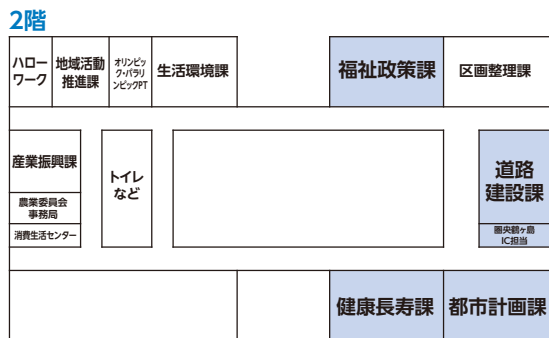 2階
ハロー
ワーク
地域活動
推進課
オリンピッ
ク・パラリ
ンピックPT
生活環境課
福祉政策課
区画整理課
産業振興課
農業委員会
事務局
消費生活センター
トイレ
など
道路
建設課
圏央鶴ヶ島
IC担当
健康長寿課
都市計画課